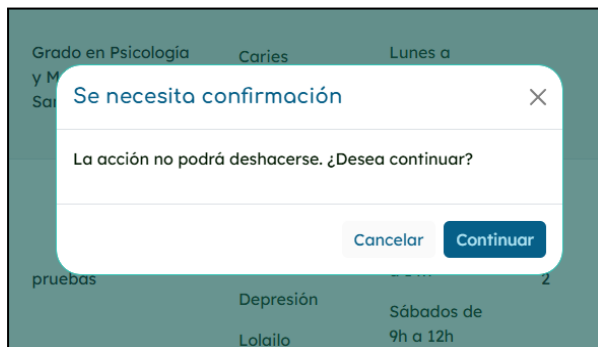 Grado en Psicología
Caries
Lunes a
Se necesita confirmación
La acción no podrá deshacerse. ¿Desea continuar?
Cancelar
Continuar
pruebas
2
Depresión
Sábados de
Lolailo
9h a 12h